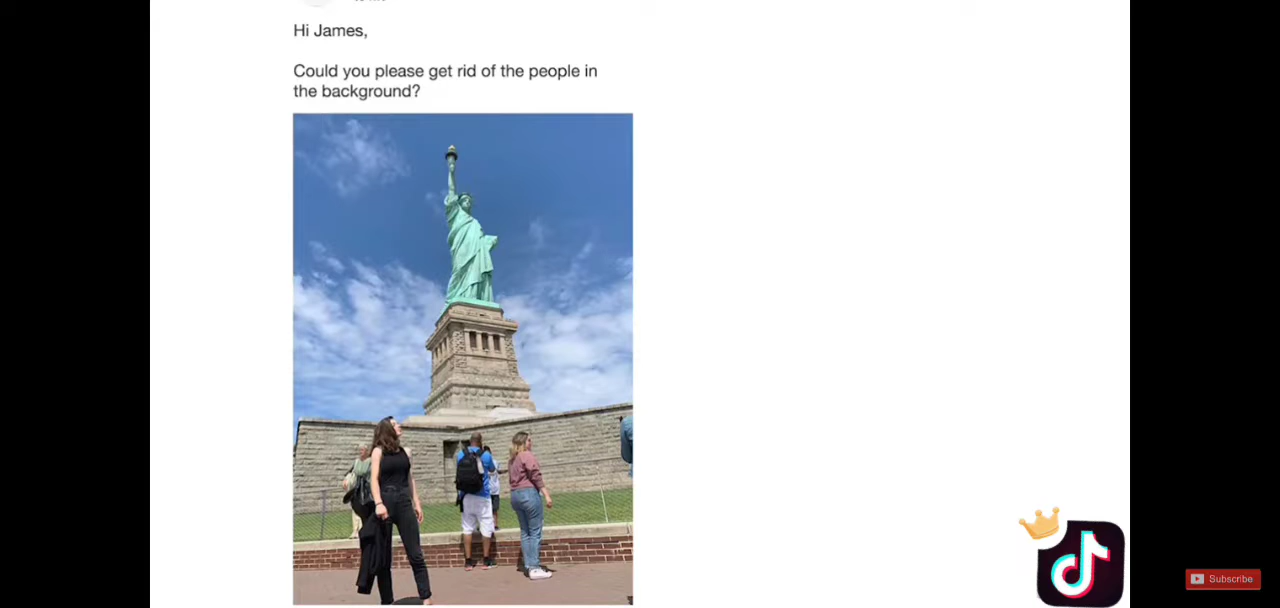 Hi James,
Could you please get rid of the people in
the background?
Subscribe